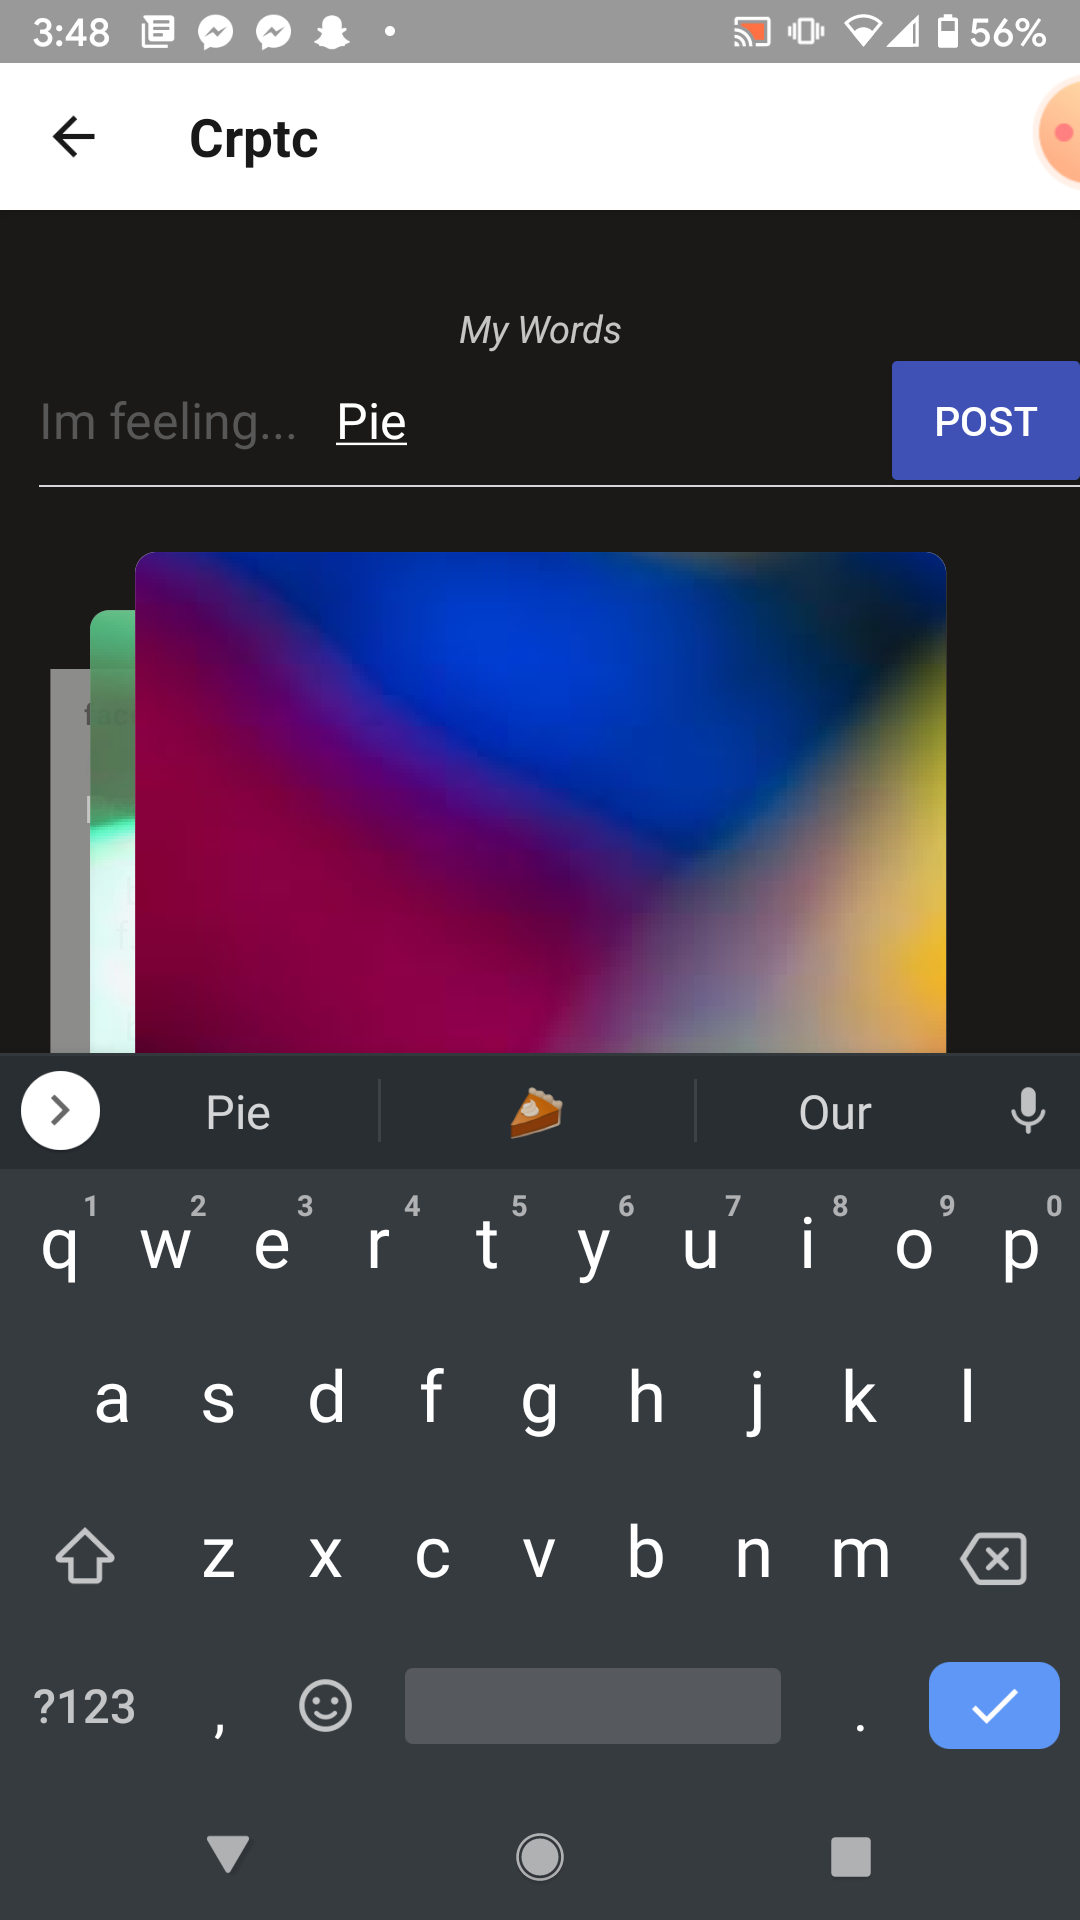 3:48 56%
Crptc
My Words
Im feeling... Pie POST
Pie Our
1 2 3 4 5 6 7 8 9 0
q w e r t y u i o p
a s d f g h j k l
z x c v b n m
?123 , .